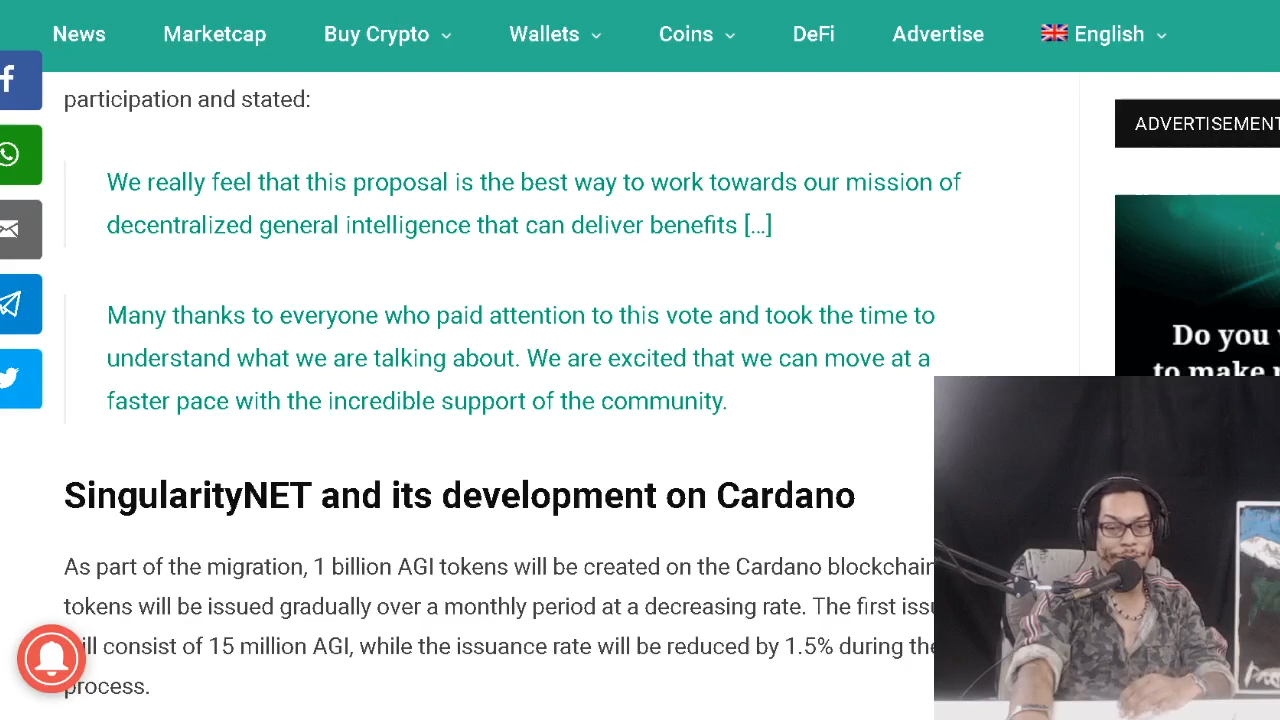 News Marketcap Buy Crypto Wallets Coins DeFi Advertise English
participation and stated:
ADVERTISEMENT
We really feel that this proposal is the best way to work towards our mission of
decentralized general intelligence that can deliver benefits [...]
Many thanks to everyone who paid attention to this vote and took the time to
understand what we are talking about. We are excited that we can move at a
faster pace with the incredible support of the community.
Do you
to make
SingularityNET and its development on Cardano
As part of the migration, 1 billion AGI tokens will be created on the Cardano blockchain
tokens will be issued gradually over a monthly period at a decreasing rate. The first
will consist of 15 million AGI, while the issuance rate will be reduced by 1.5% during the
process.